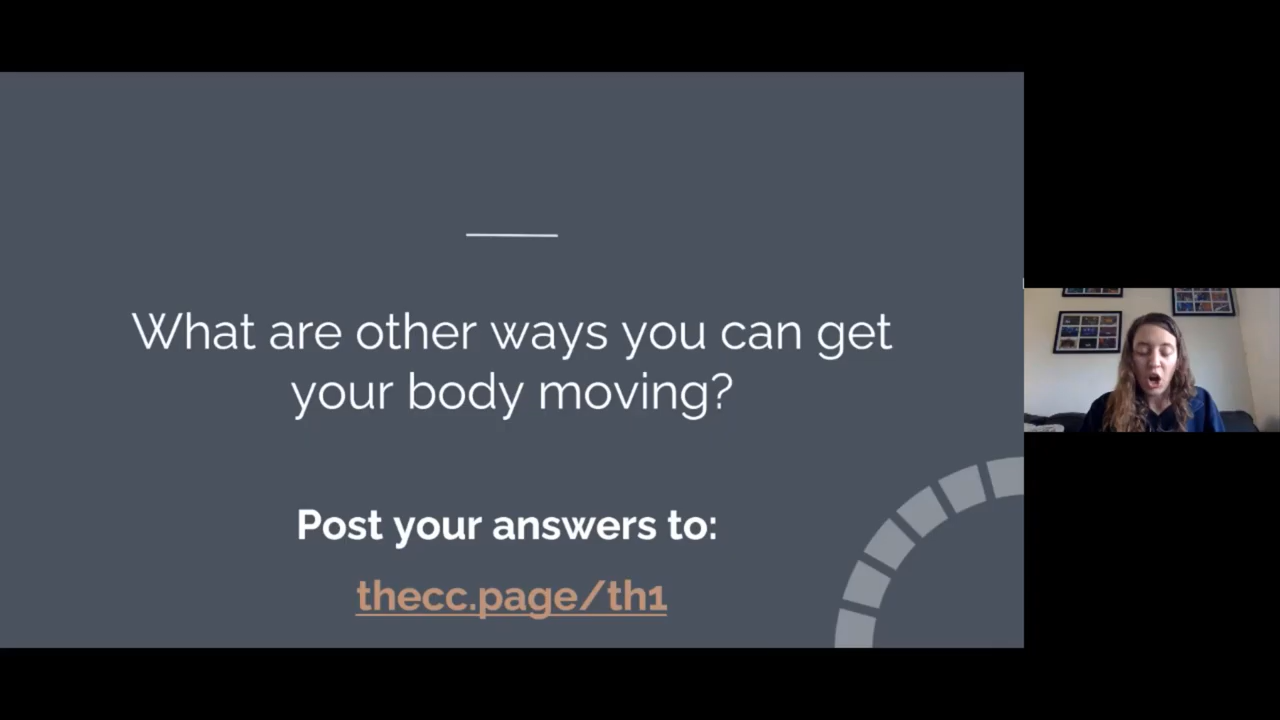 What are other ways you can get
your body moving?
Post your answers to:
thecc.page/th1